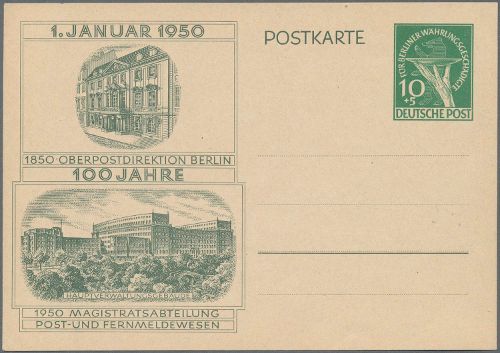 1. JANUAR 1950
1850 OBERPOSTDIREKTION BERLIN
100 JAHRE
HAUPTVERWALTUNGSGEBÄUDE
1950 MAGISTRATSABTEILUNG
POST- UND FERNMELDEWESEN
POSTKARTE
FÜR BERLINER WÄHRUNGSGESCHÄDIGTE
10
+5
DEUTSCHE POST